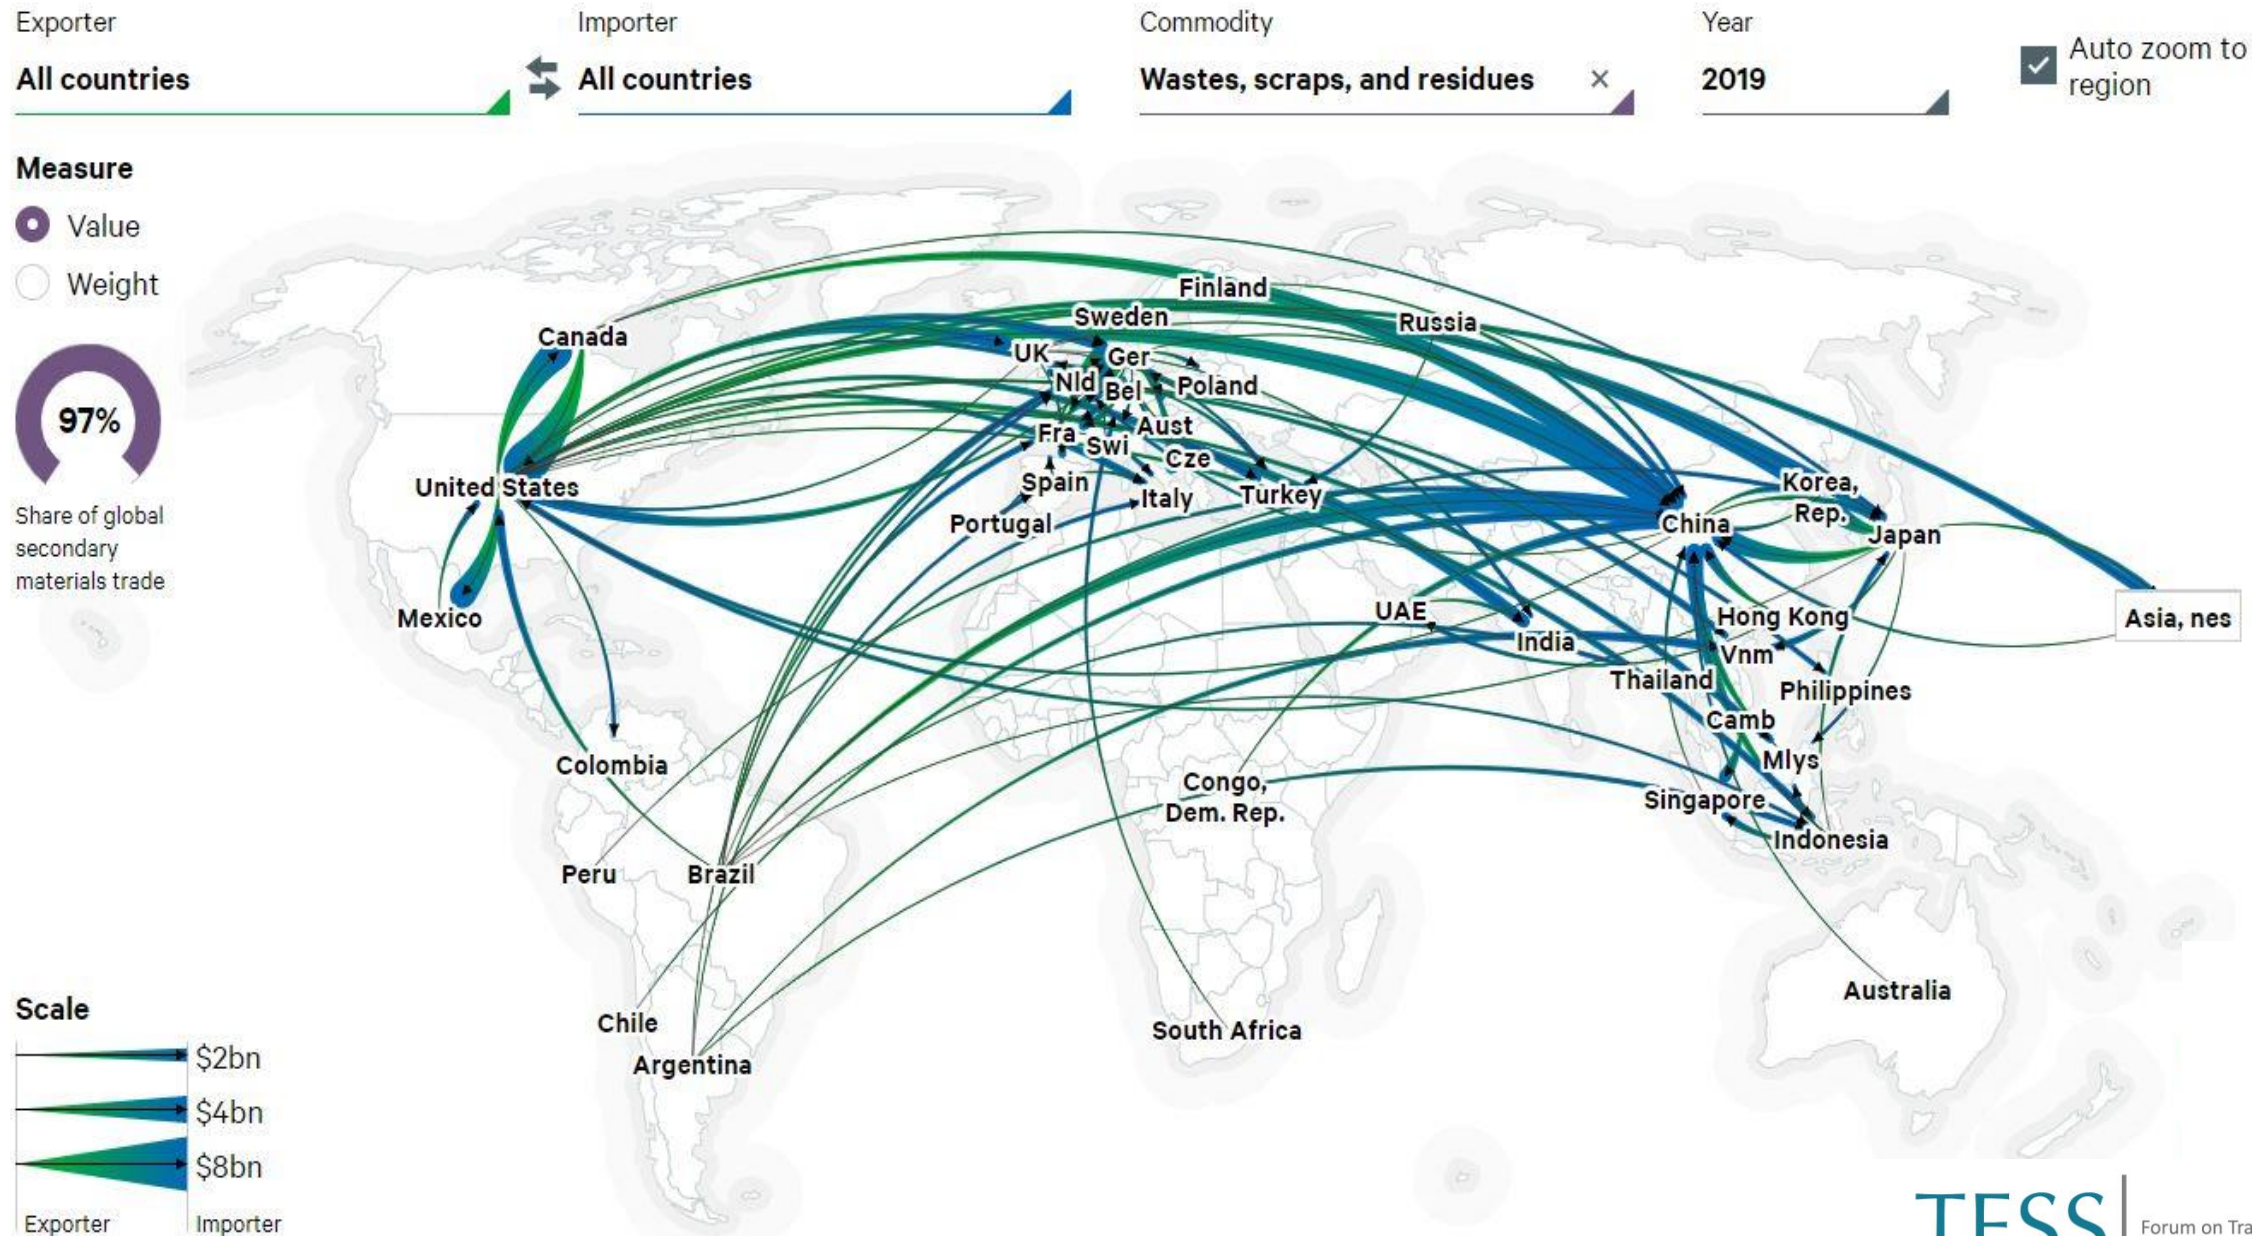 Exporter
All countries
Importer
All countries
Commodity
Wastes, scraps, and residues ×
Year
2019
Auto zoom to
region
Measure
Value
Weight
97%
Share of global
secondary
materials trade
Canada
United States
Mexico
Colombia
Peru
Brazil
Chile
Argentina
Finland
Sweden
Russia
UK
Ger
Nld
Bel
Poland
Fra
Swi
Aust
Cze
Spain
Italy
Turkey
Portugal
Korea,
Rep.
China
Japan
UAE
India
Hong Kong
Vnm
Asia, nes
Thailand
Philippines
Camb
Mlys
Congo,
Dem. Rep.
Singapore
Indonesia
Australia
South Africa
Scale
$2bn
$4bn
$8bn
Exporter
Importer
TESS
Forum on Tra